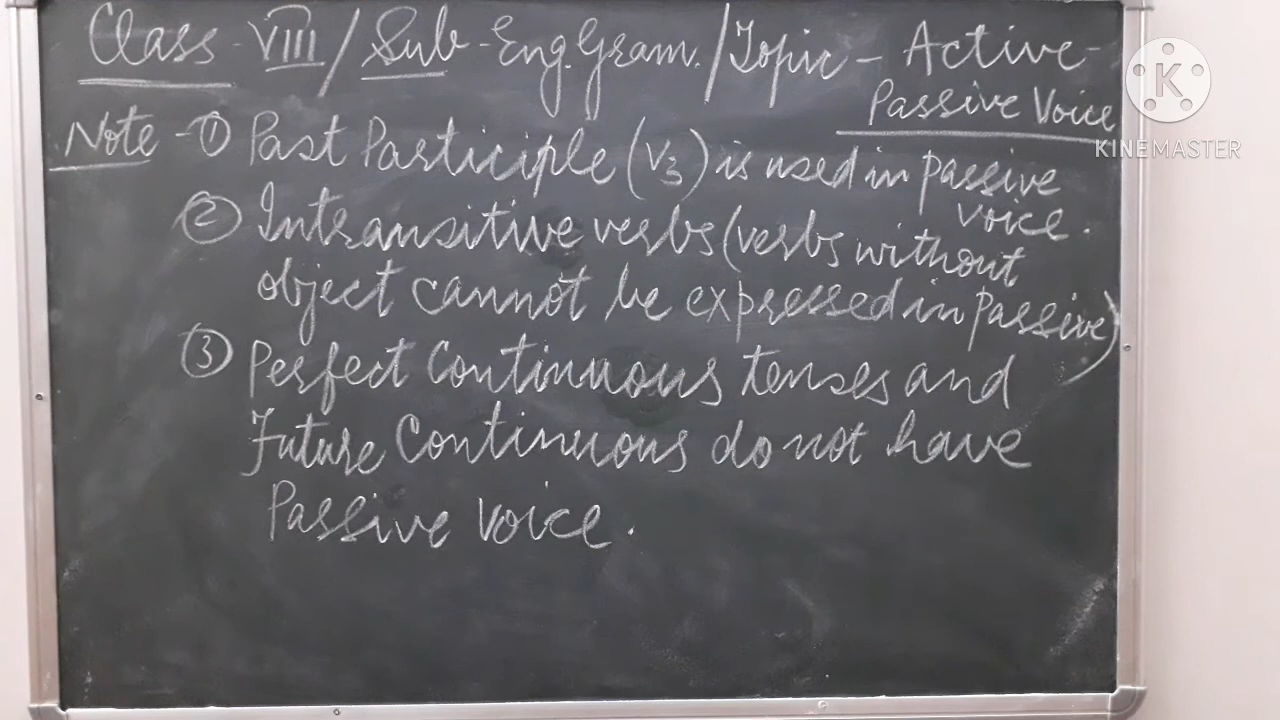 Class - VIII / Sub - Eng. Gram. / Topic - Active -
Passive Voice
KINEMASTER
Note - ① Past Participle (V3) is used in passive
voice.
② Intransitive verbs (verbs without
object cannot be expressed in Passive)
③ Perfect Continuous tenses and
Future Continuous do not have
Passive Voice.